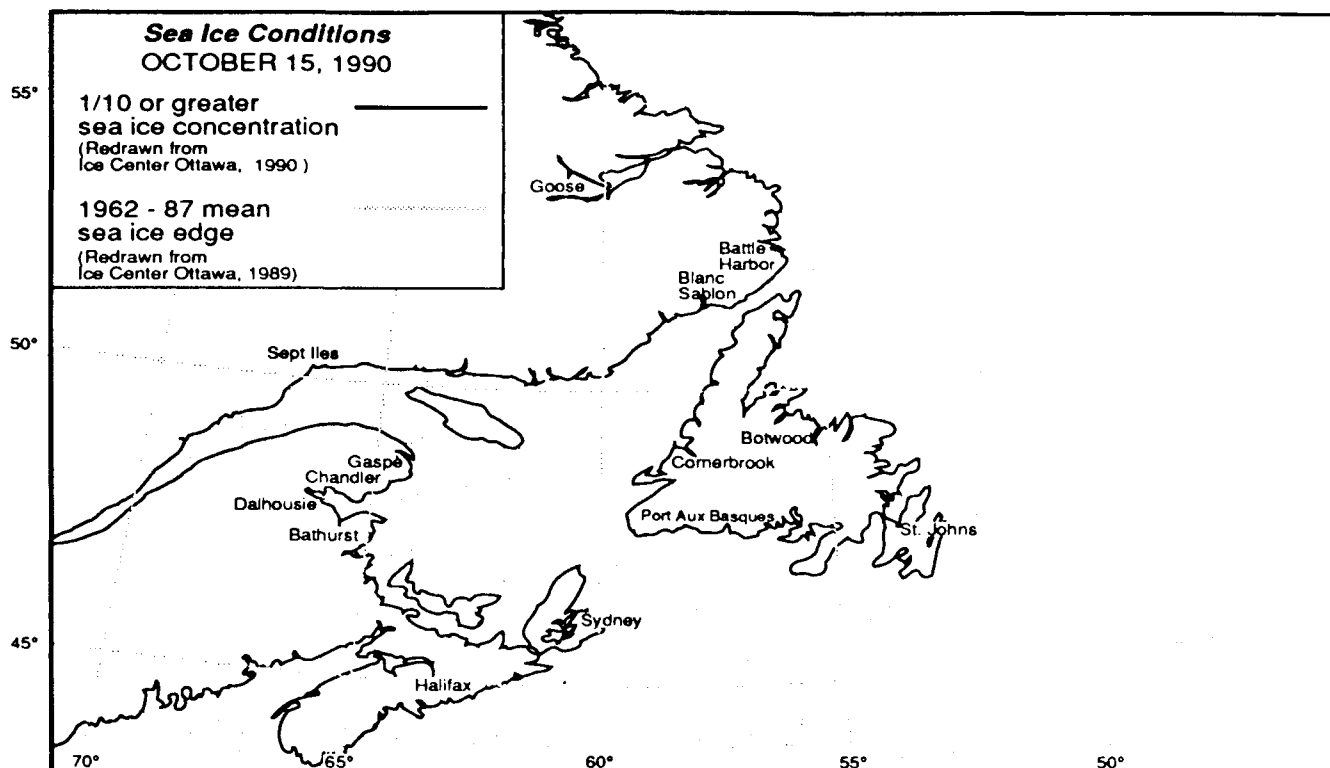 Sea Ice Conditions
OCTOBER 15, 1990
1/10 or greater
sea ice concentration
(Redrawn from
Ice Center Ottawa, 1990 )
1962 - 87 mean
sea ice edge
(Redrawn from
Ice Center Ottawa, 1989)
55°
Goose
Battle
Harbor
Blanc
Sablon
50°
Sept Iles
Botwood
Gaspe
Cornerbrook
Chandler
Dalhousie
Port Aux Basques
St. Johns
Bathurst
Sydney
45°
Halifax
70°
65°
60°
55°
50°